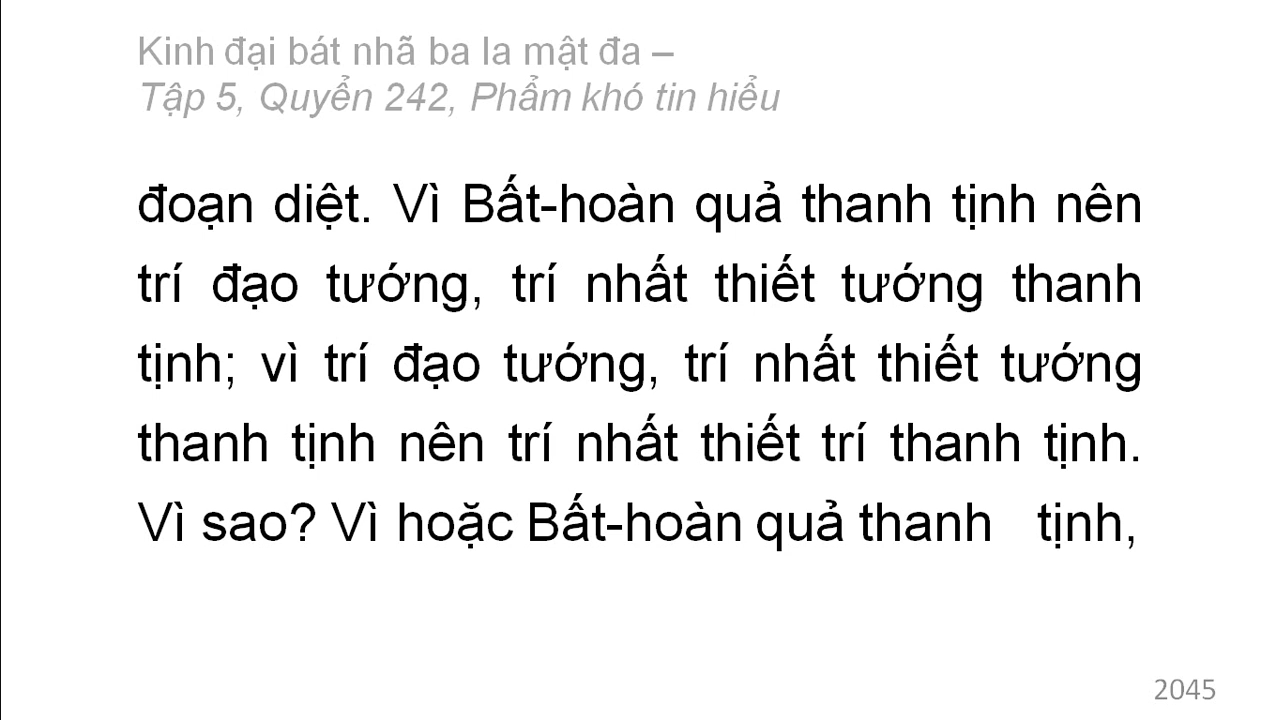 Kinh đại bát nhã ba la mật đa –
Tập 5, Quyển 242, Phẩm khó tin hiểu
đoạn diệt. Vì Bất-hoàn quả thanh tịnh nên
trí đạo tướng, trí nhất thiết tướng thanh
tịnh; vì trí đạo tướng, trí nhất thiết tướng
thanh tịnh nên trí nhất thiết trí thanh tịnh.
Vì sao? Vì hoặc Bất-hoàn quả thanh tịnh,
2045